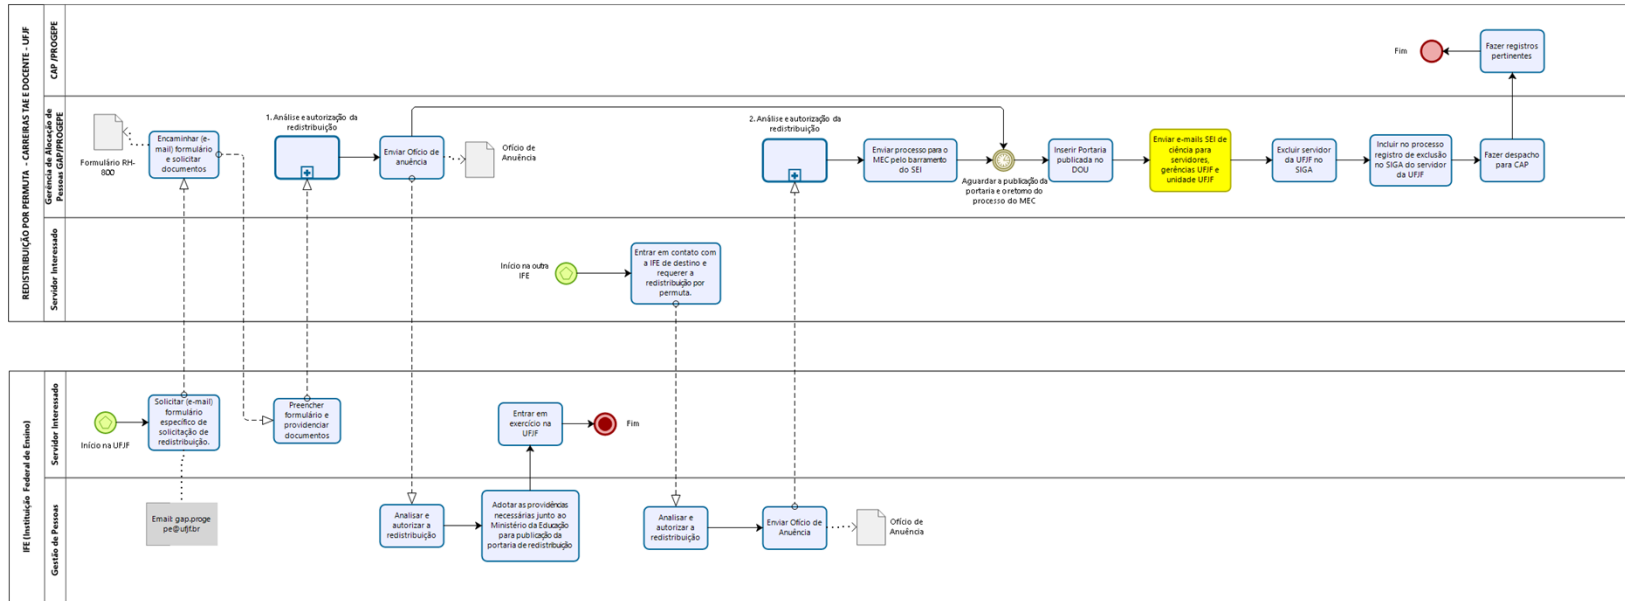 REDISTRIBUIÇÃO POR PERMUTA - CARREIRAS TAE E DOCENTE - UFJF
CAP /PROGEPE
Fim
Fazer registros
pertinentes
Gerência de Alocação de
Pessoas GAP/PROGEPE
Formulário RH-
800
Encaminhar (e-
mail) formulário
e solicitar
documentos
1. Análise e autorização da
redistribuição
Enviar Ofício de
anuência
Ofício de
Anuência
2. Análise e autorização da
redistribuição
Enviar processo para o
MEC pelo barramento
do SEI
Aguardar a publicação da
portaria e o retorno do
processo do MEC
Inserir Portaria
publicada no
DOU
Enviar e-mails SEI de
ciência para
servidores,
gerências UFJF e
unidade UFJF
Excluir servidor
da UFJF no
SIGA
Incluir no processo
registro de exclusão
no SIGA do servidor
da UFJF
Fazer despacho
para CAP
Servidor Interessado
Início na outra
IFE
Entrar em contato com
a IFE de destino e
requerer a
redistribuição por
permuta.
IFE (Instituição Federal de Ensino)
Servidor Interessado
Início na UFJF
Solicitar (e-mail)
formulário
específico de
solicitação de
redistribuição.
Preencher
formulário e
providenciar
documentos
Entrar em
exercício na
UFJF
Fim
Gestão de Pessoas
Email: gap.proge
pe@ufjf.br
Analisar e
autorizar a
redistribuição
Adotar as providências
necessárias junto ao
Ministério da Educação
para publicação da
portaria de redistribuição
Analisar e
autorizar a
redistribuição
Enviar Ofício de
Anuência
Ofício de
Anuência